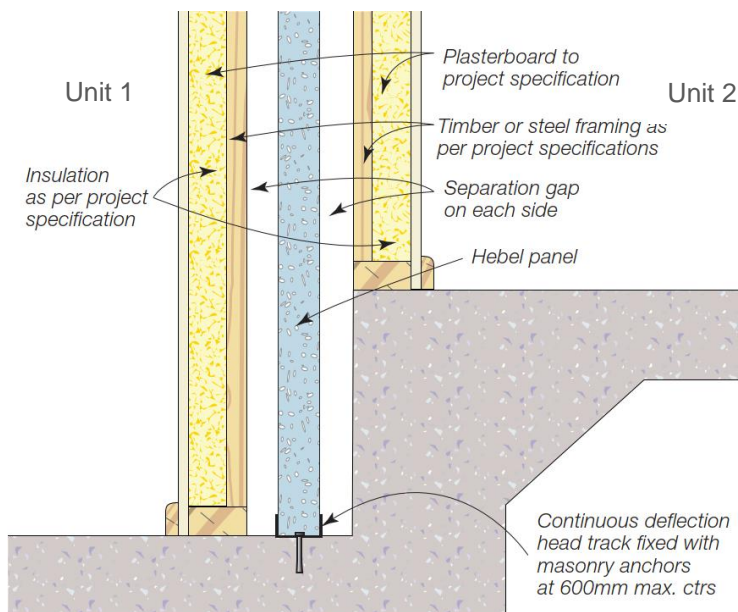 Unit 1
Unit 2
Plasterboard to
project specification
Timber or steel framing as
per project specifications
Insulation
as per project
specification
Separation gap
on each side
Hebel panel
Continuous deflection
head track fixed with
masonry anchors
at 600mm max. ctrs